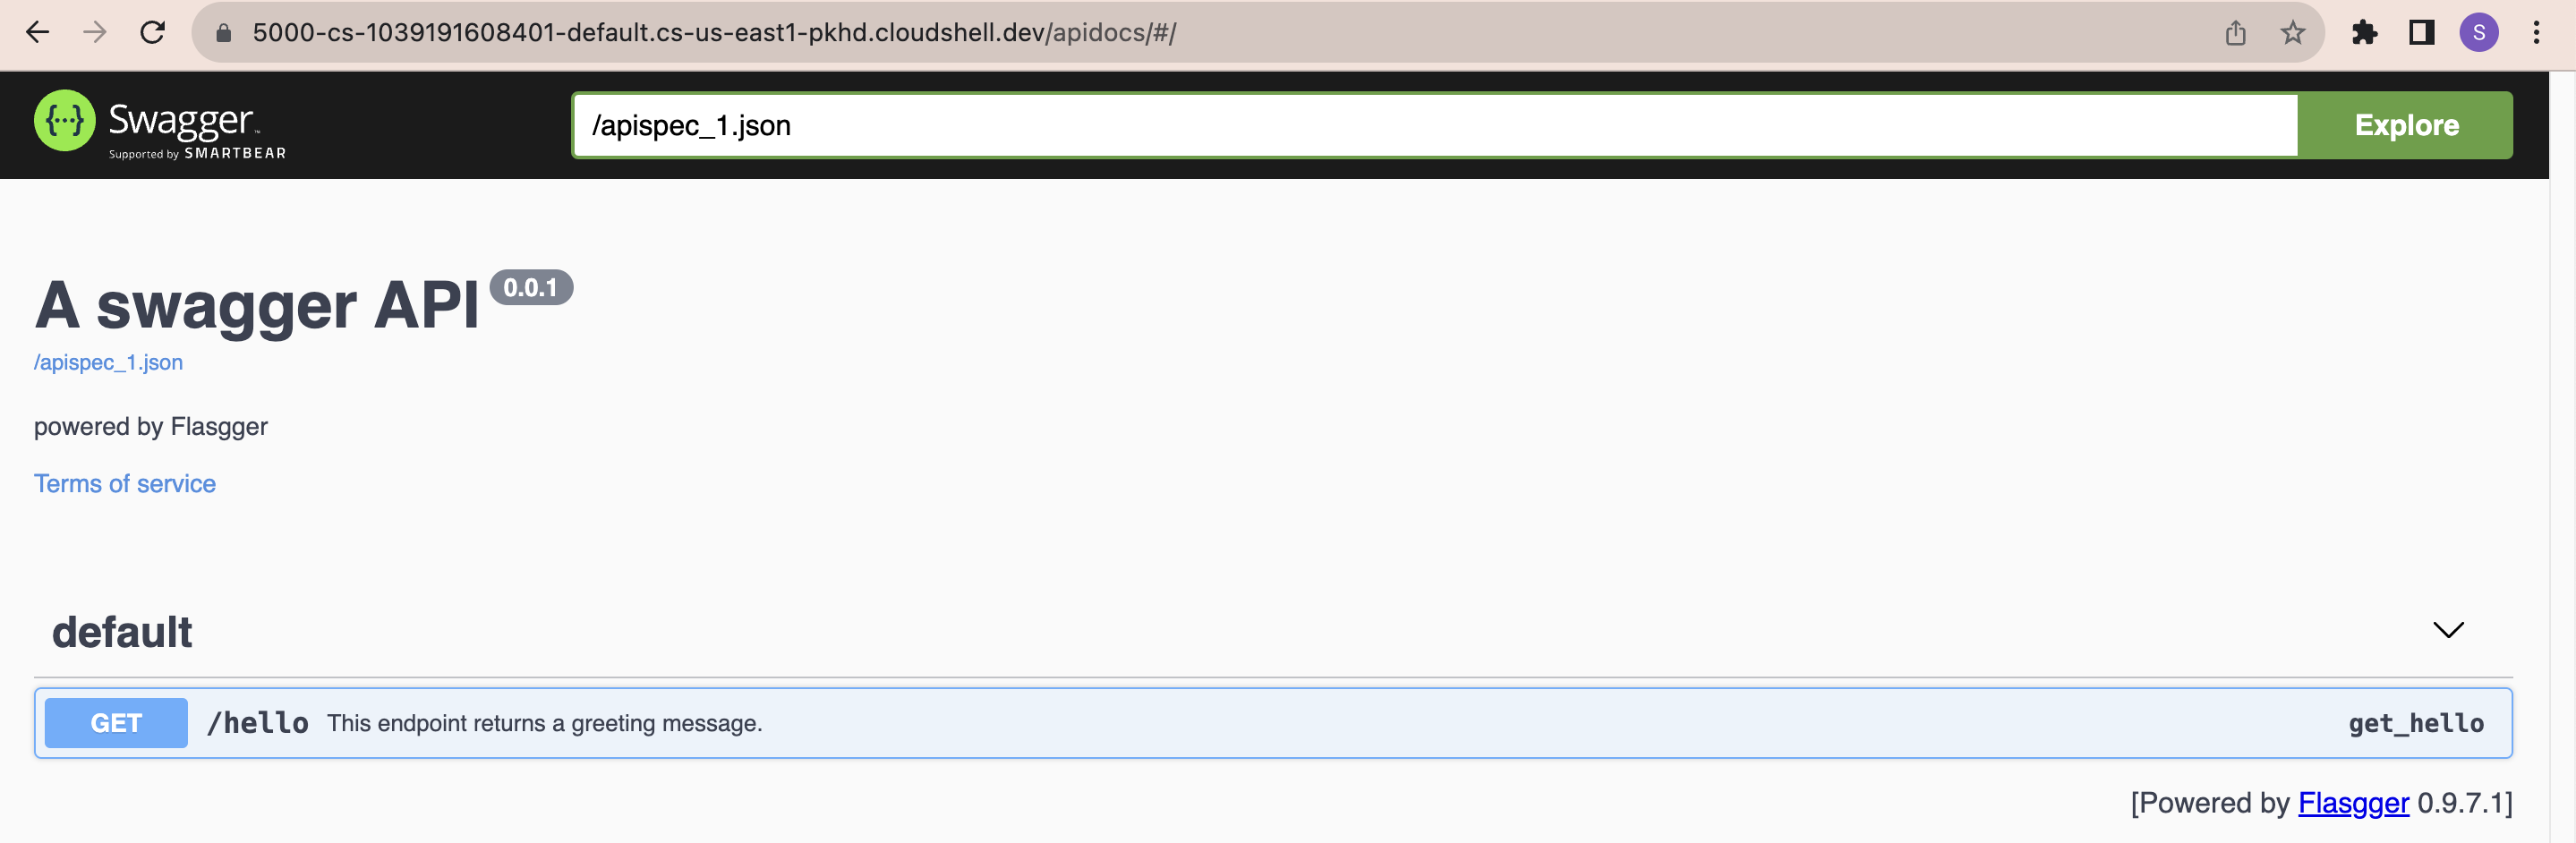 5000-cs-1039191608401-default.cs-us-east1-pkhd.cloudshell.dev/apidocs/#/
S
{···} Swagger™
Supported by SMARTBEAR
/apispec_1.json
Explore
A swagger API 0.0.1
/apispec_1.json
powered by Flasgger
Terms of service
default
GET /hello This endpoint returns a greeting message. get_hello
[Powered by Flasgger 0.9.7.1]